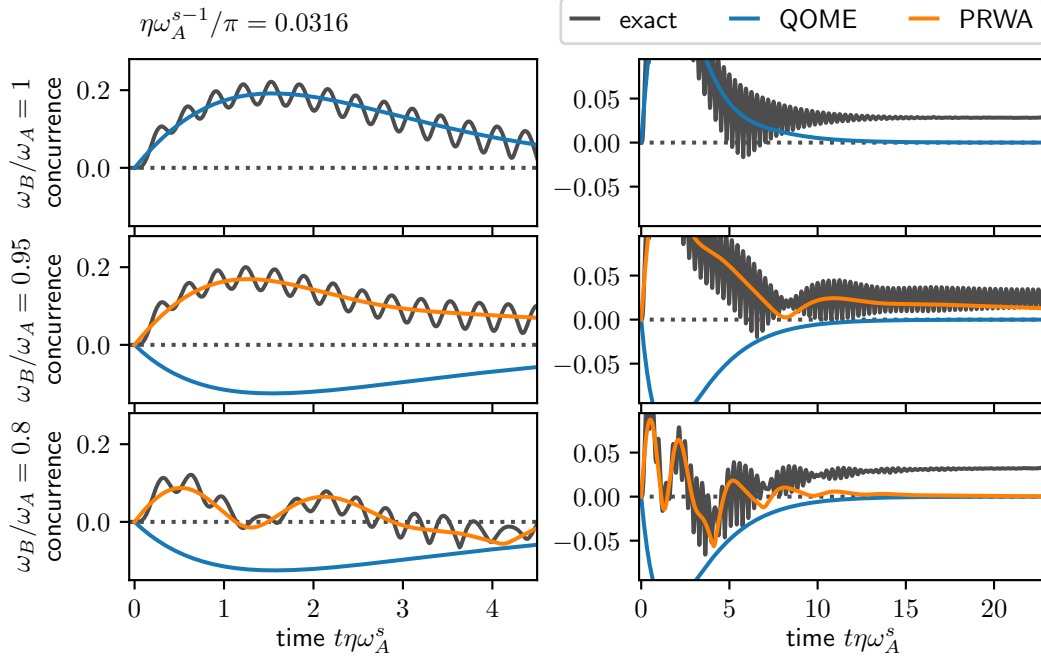 ηω_A^{s−1}/π = 0.0316
exact QOME PRWA
ω_B/ω_A = 1
concurrence
0.2
0.0
0.05
0.00
−0.05
ω_B/ω_A = 0.95
concurrence
0.2
0.0
0.05
0.00
−0.05
ω_B/ω_A = 0.8
concurrence
0.2
0.0
0.05
0.00
−0.05
0 1 2 3 4
0 5 10 15 20
time tηω_A^s
time tηω_A^s